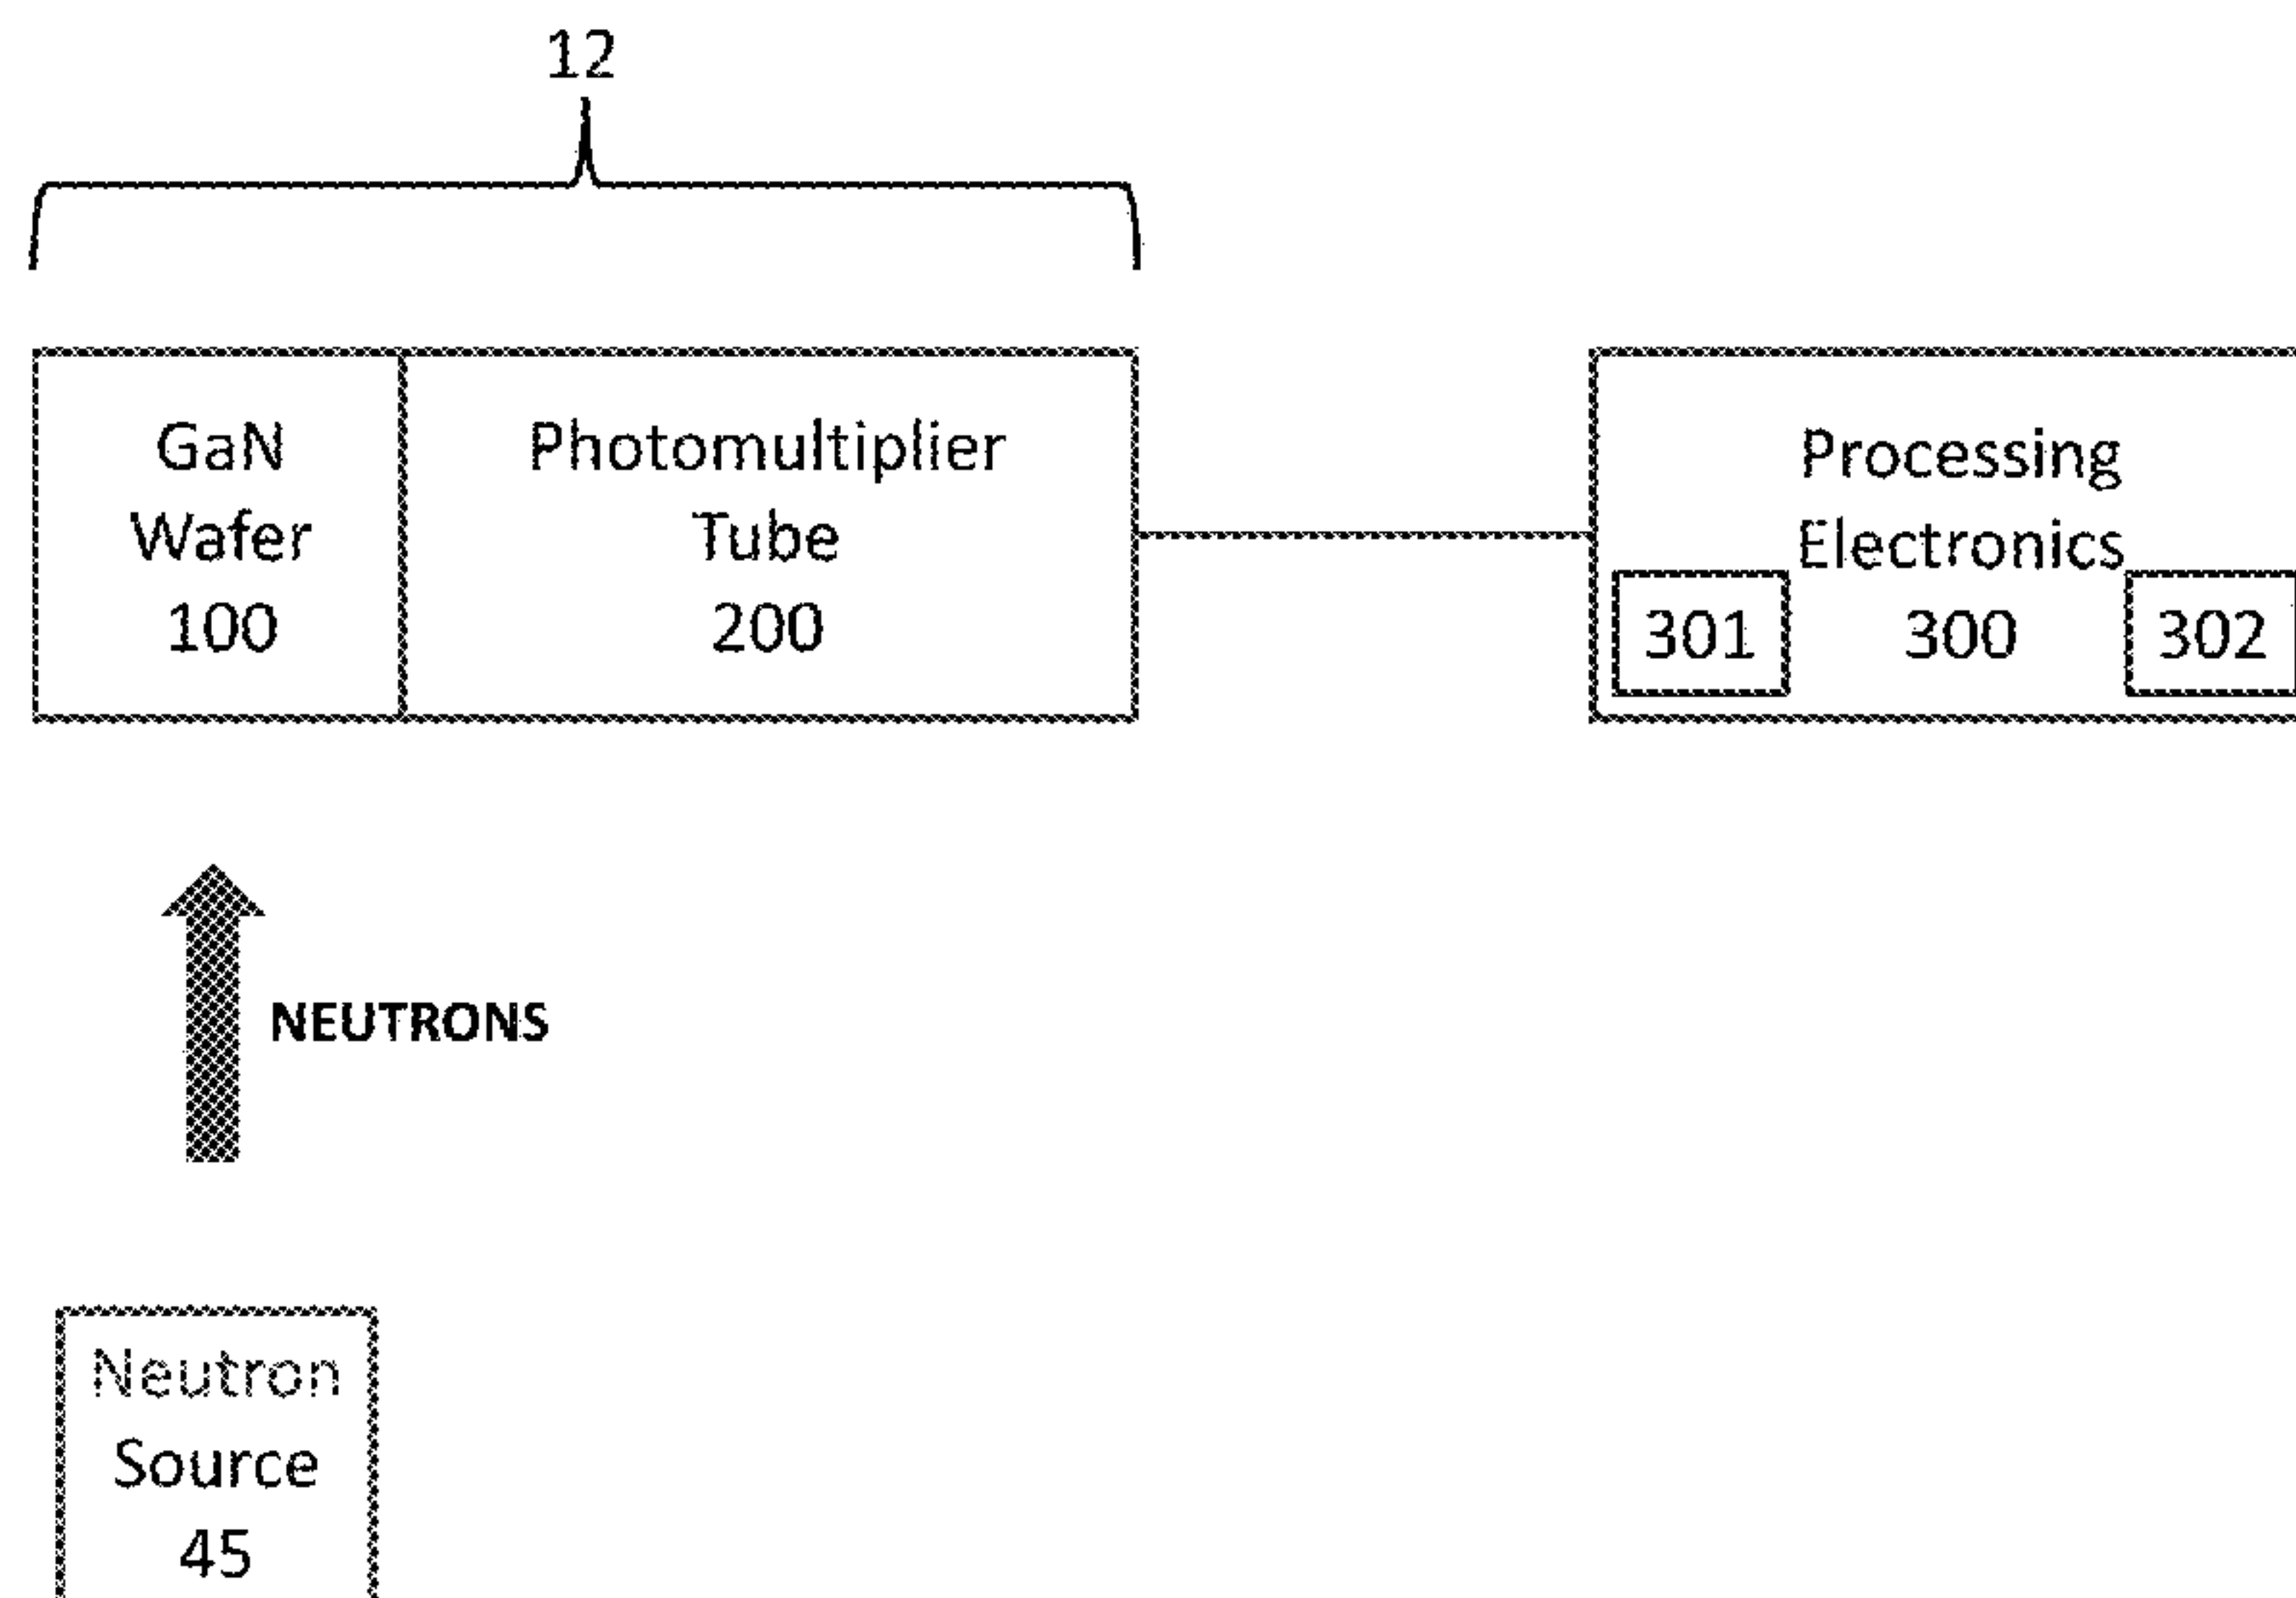 12
GaN
Wafer
100
Photomultiplier
Tube
200
Processing
Electronics
301
300
302
NEUTRONS
Neutron
Source
45